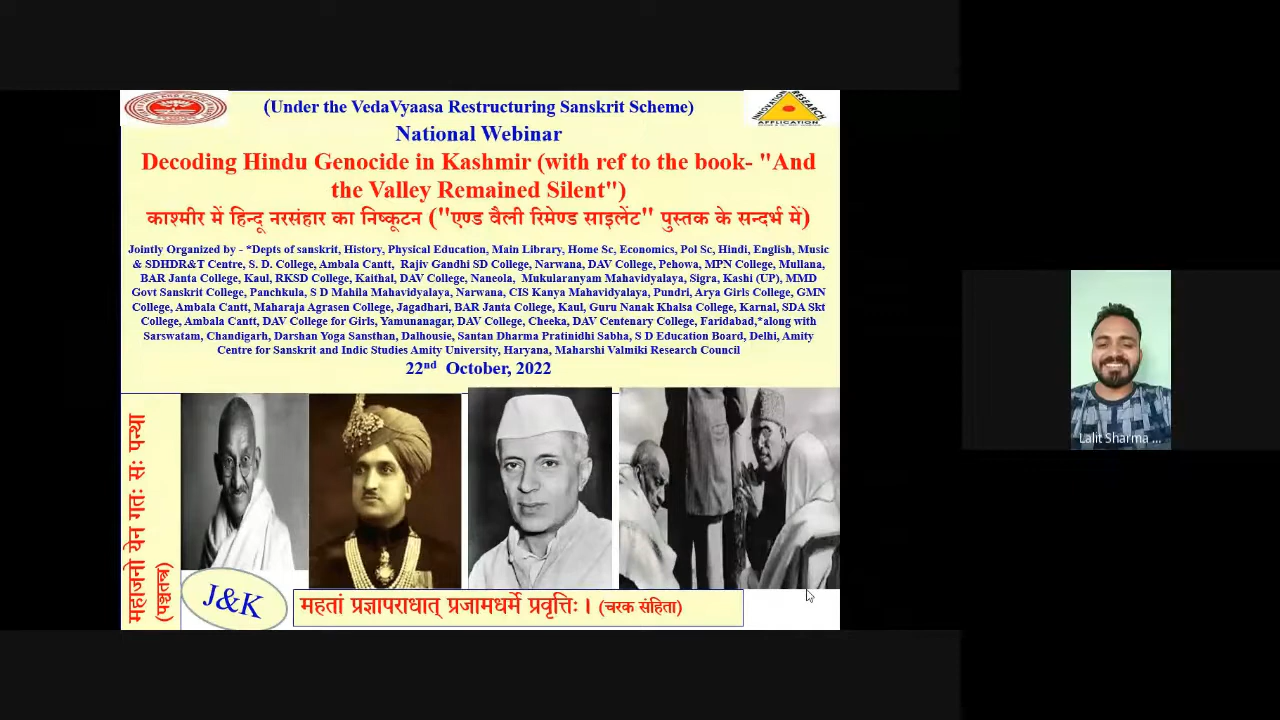 (Under the VedaVyaasa Restructuring Sanskrit Scheme)
National Webinar
Decoding Hindu Genocide in Kashmir (with ref to the book- "And
the Valley Remained Silent")
काश्मीर में हिन्दू नरसंहार का निष्कूटन ("एण्ड वैली रिमेण्ड साइलेंट" पुस्तक के सन्दर्भ में)
Jointly Organized by - *Depts of sanskrit, History, Physical Education, Main Library, Home Sc, Economics, Pol Sc, Hindi, English, Music
& SDHDR&T Centre, S. D. College, Ambala Cantt, Rajiv Gandhi SD College, Narwana, DAV College, Pehowa, MPN College, Mullana,
BAR Janta College, Kaul, RKSD College, Kaithal, DAV College, Naneola, Mukularanyam Mahavidyalaya, Sigra, Kashi (UP), MMD
Govt Sanskrit College, Panchkula, S D Mahila Mahavidyalaya, Narwana, CIS Kanya Mahavidyalaya, Pundri, Arya Girls College, GMN
College, Ambala Cantt, Maharaja Agrasen College, Jagadhari, BAR Janta College, Kaul, Guru Nanak Khalsa College, Karnal, SDA Skt
College, Ambala Cantt, DAV College for Girls, Yamunanagar, DAV College, Cheeka, DAV Centenary College, Faridabad,*along with
Sarswatam, Chandigarh, Darshan Yoga Sansthan, Dalhousie, Santan Dharma Pratinidhi Sabha, S D Education Board, Delhi, Amity
Centre for Sanskrit and Indic Studies Amity University, Haryana, Maharshi Valmiki Research Council
22nd October, 2022
INNOVATION RESEARCH
APPLICATION
महाजनो येन गतः सः पन्था
J&K
महतां प्रज्ञापराधात् प्रजामधर्मे प्रवृत्तिः। (चरक संहिता)
Lalit Sharma ...